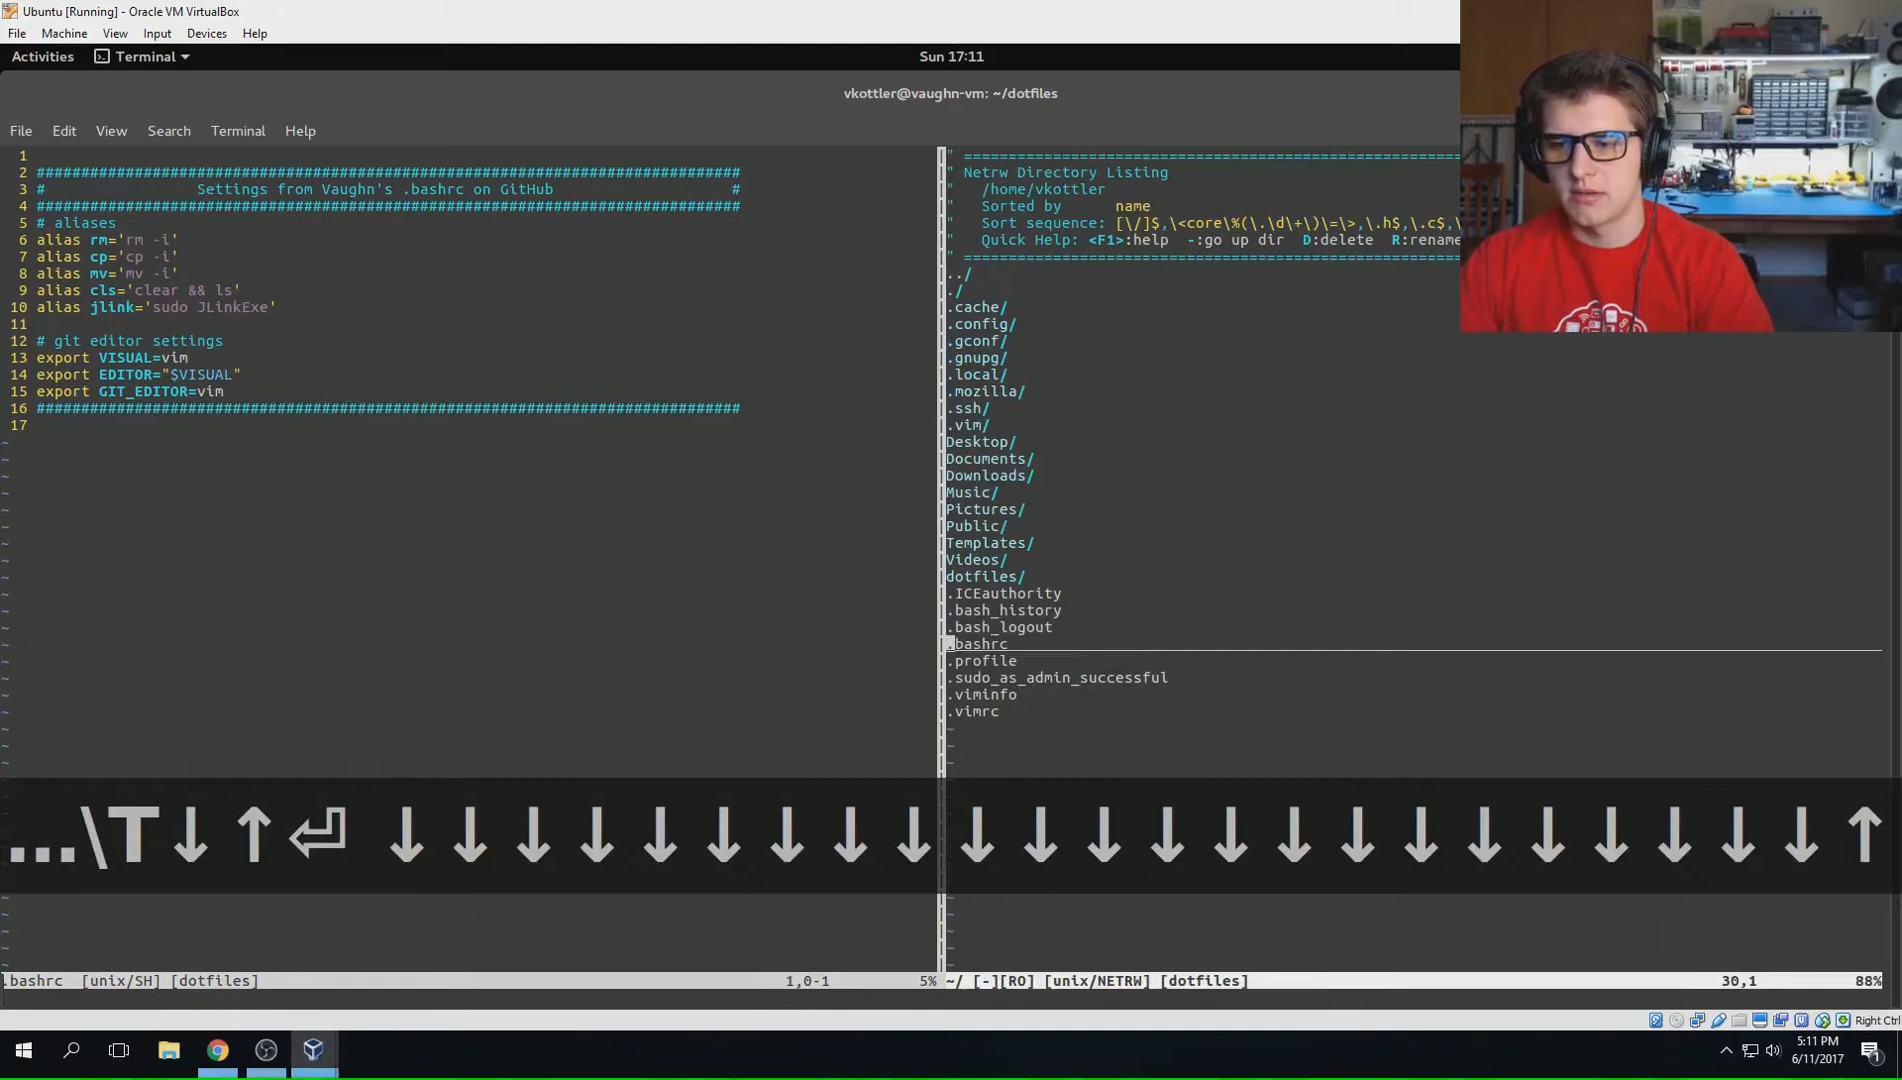 Ubuntu [Running] - Oracle VM VirtualBox
File Machine View Input Devices Help
Activities Terminal Sun 17:11
vkottler@vaughn-vm: ~/dotfiles
File Edit View Search Terminal Help
1
2 ###############################################################################
3 # Settings from Vaughn's .bashrc on GitHub #
4 ###############################################################################
5 # aliases
6 alias rm='rm -i'
7 alias cp='cp -i'
8 alias mv='mv -i'
9 alias cls='clear && ls'
10 alias jlink='sudo JLinkExe'
11
12 # git editor settings
13 export VISUAL=vim
14 export EDITOR="$VISUAL"
15 export GIT_EDITOR=vim
16 ###############################################################################
17
" ==========================================================
" Netrw Directory Listing
" /home/vkottler
" Sorted by name
" Sort sequence: [\/]$,\<core\%(\.\d\+\)\=\>,\.h$,\.c$,\
" Quick Help: <F1>:help -:go up dir D:delete R:rename
" ==========================================================
../
./
.cache/
.config/
.gconf/
.gnupg/
.local/
.mozilla/
.ssh/
.vim/
Desktop/
Documents/
Downloads/
Music/
Pictures/
Public/
Templates/
Videos/
dotfiles/
.ICEauthority
.bash_history
.bash_logout
.bashrc
.profile
.sudo_as_admin_successful
.viminfo
.vimrc
...\T↓↑⏎ ↓↓↓↓↓↓↓↓↓↓↓↓↓↓↓↓↓↓↓↓↓↓↓↑
.bashrc [unix/SH] [dotfiles] 1,0-1 5%
~/ [-][RO] [unix/NETRW] [dotfiles] 30,1 88%
Right Ctrl
5:11 PM
6/11/2017
1